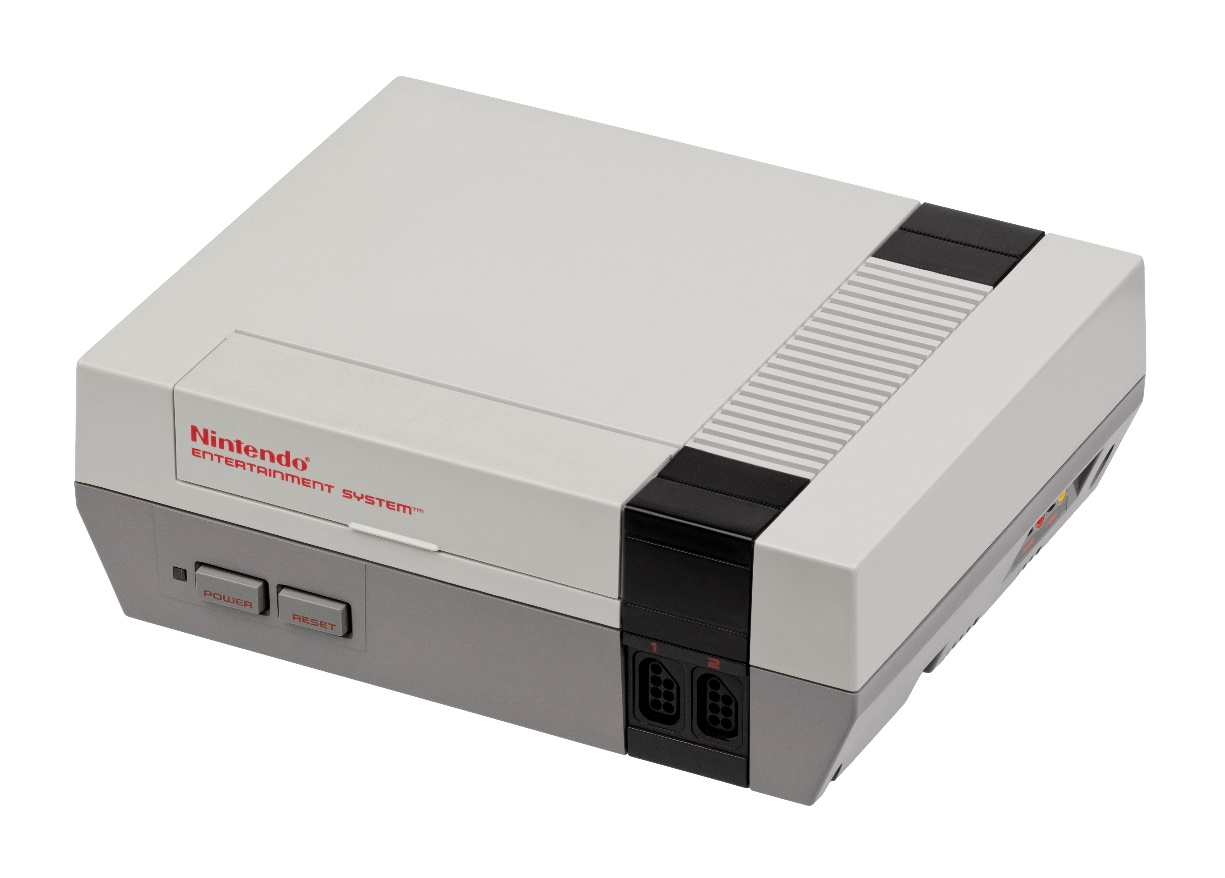 Nintendo®
ENTERTAINMENT SYSTEM™
POWER
RESET
1 2